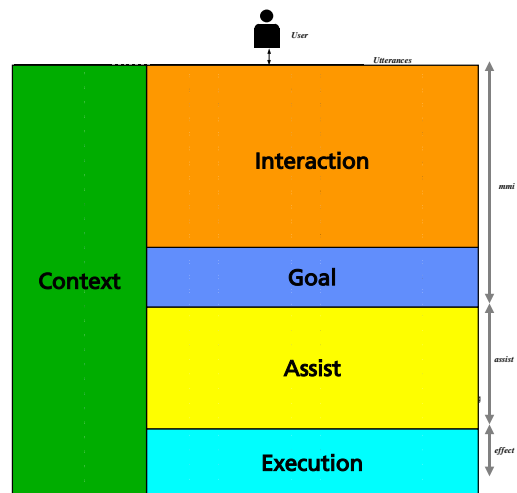 User
Utterances
Interaction
mmi
Context
Goal
Assist
assist
Execution
effect